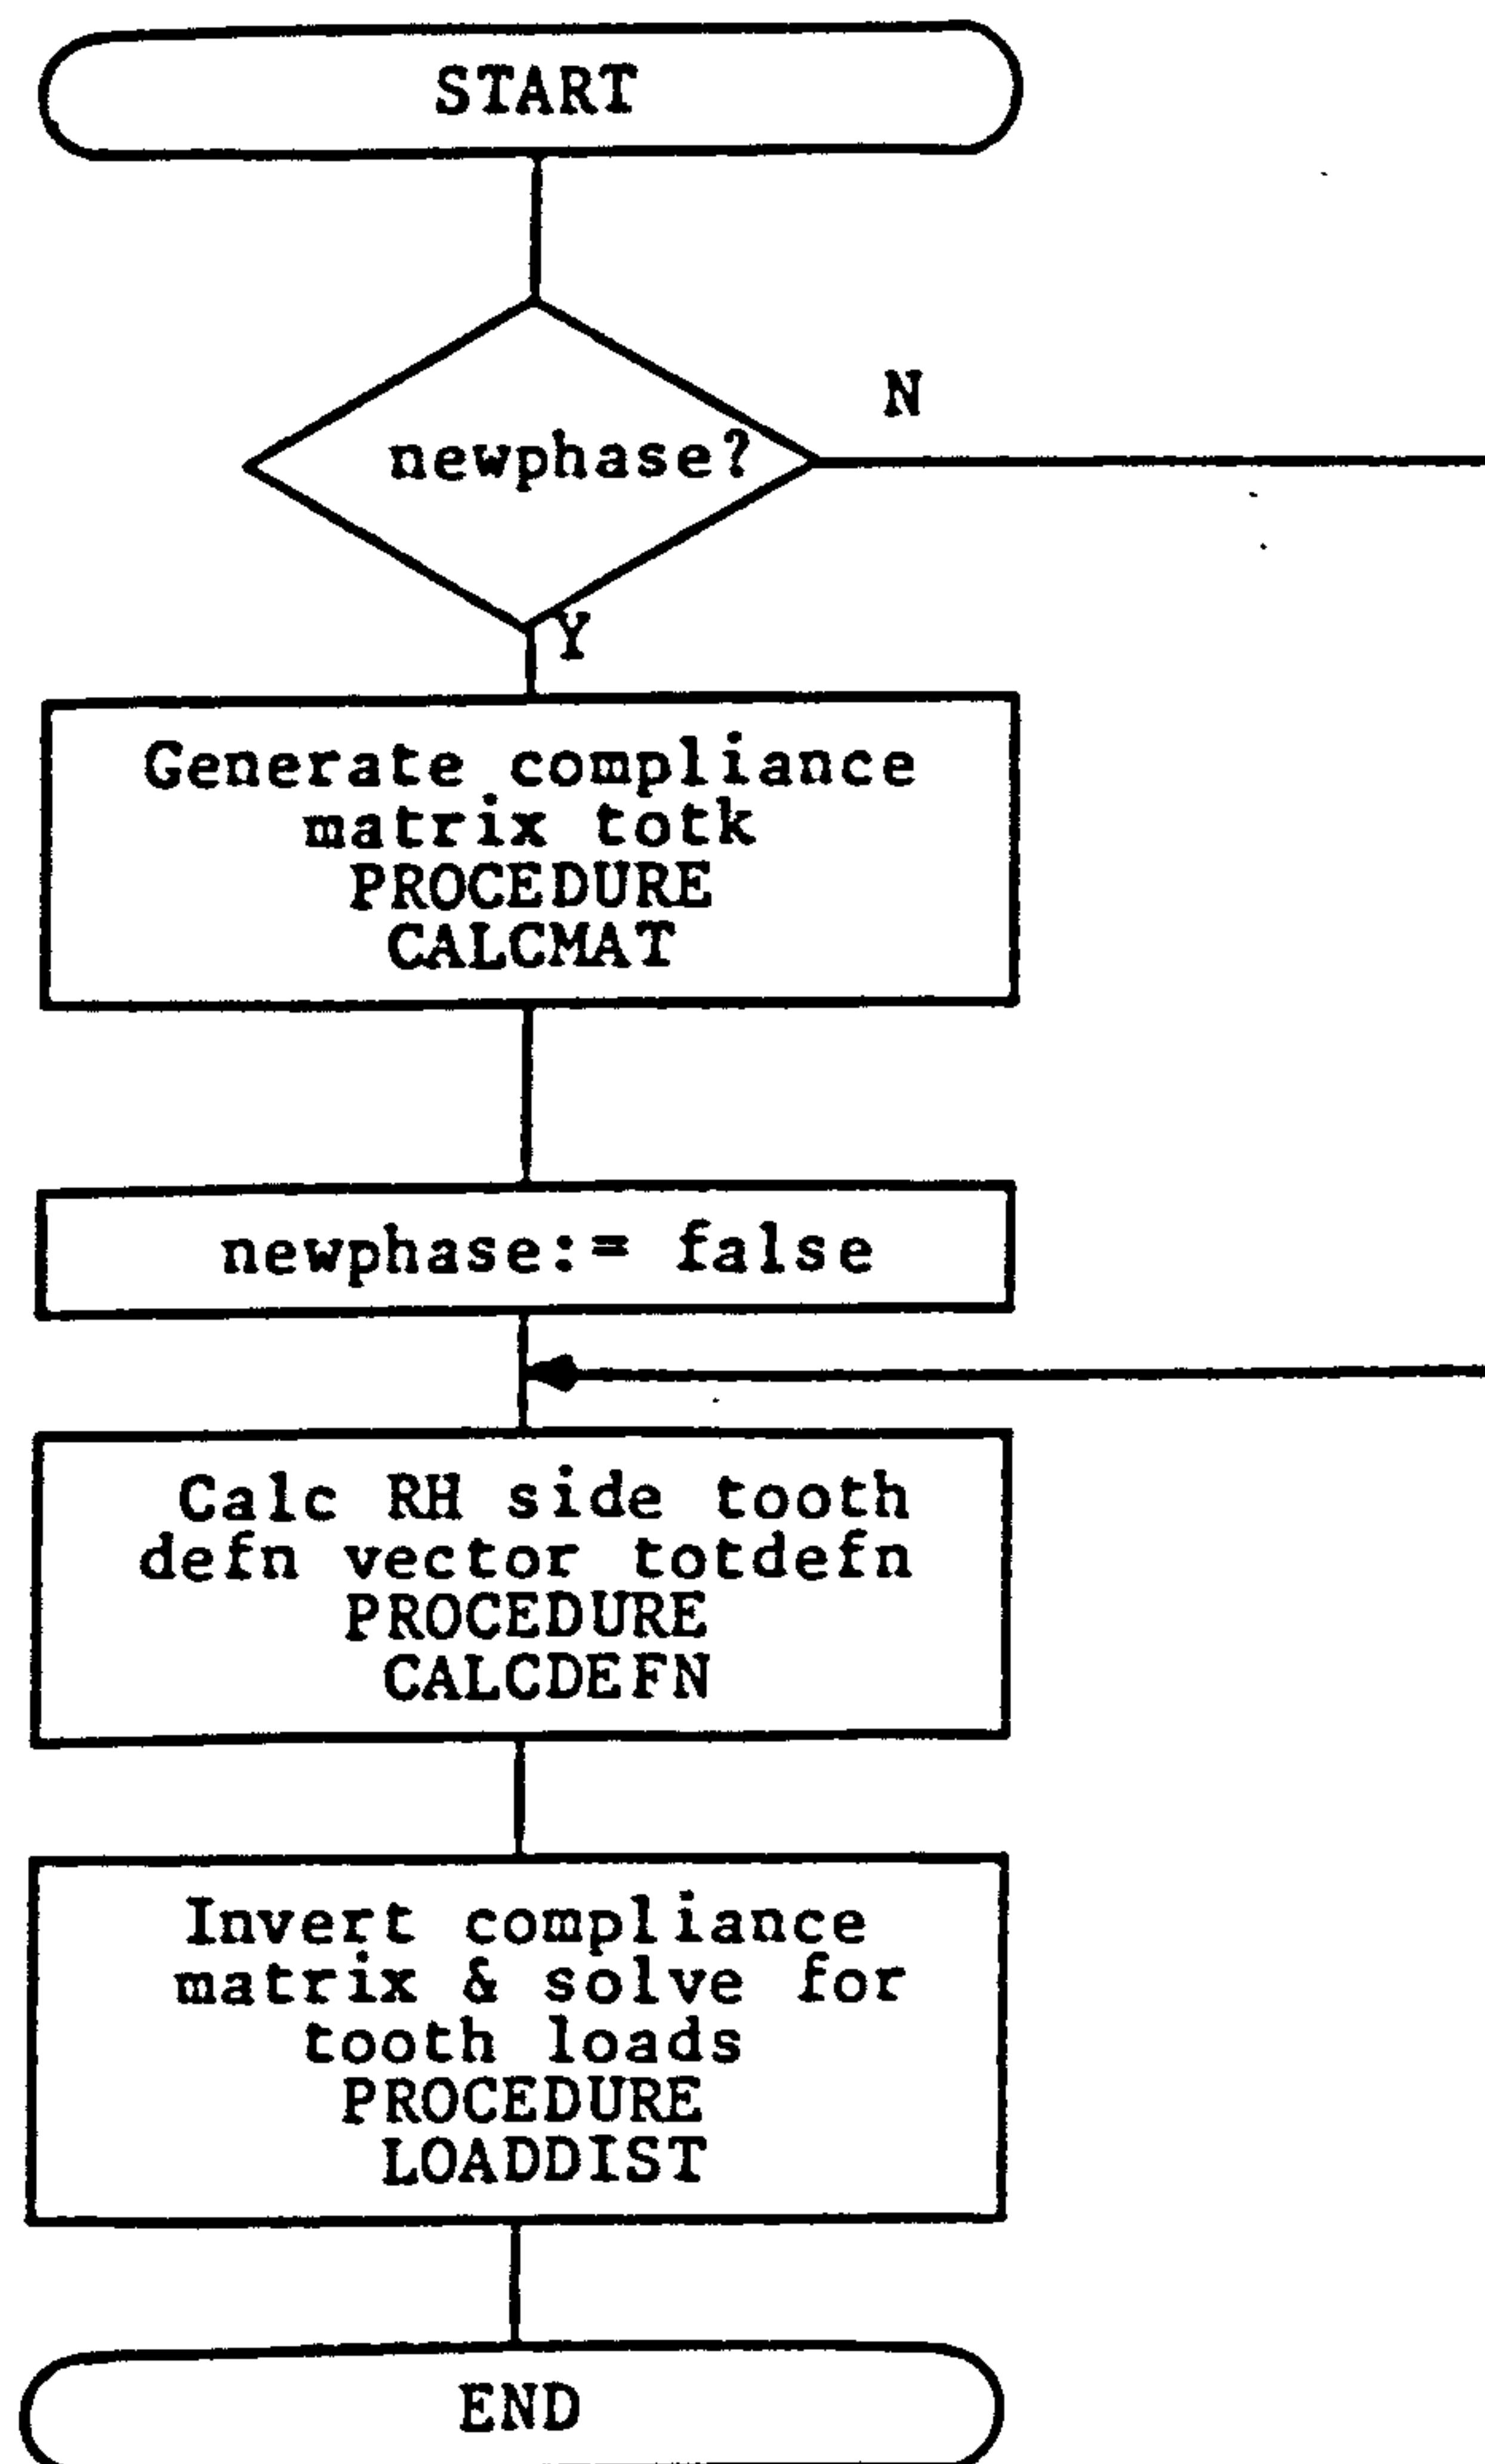 START
newphase?
N
Y
Generate compliance
matrix totk
PROCEDURE
CALCMAT
newphase:= false
Calc RH side tooth
defn vector totdefn
PROCEDURE
CALCDEFN
Invert compliance
matrix & solve for
tooth loads
PROCEDURE
LOADDIST
END